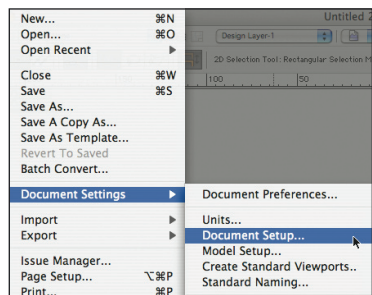 New... ⌘N
Open... ⌘O
Open Recent
Close ⌘W
Save ⌘S
Save As...
Save A Copy As...
Save As Template...
Revert To Saved
Batch Convert...
Document Settings
Import
Export
Issue Manager...
Page Setup... ⌥⌘P
Print... ⌘P
Untitled
Design Layer-1
2D Selection Tool: Rectangular Selection M
100 50
Document Preferences...
Units...
Document Setup...
Model Setup...
Create Standard Viewports..
Standard Naming...